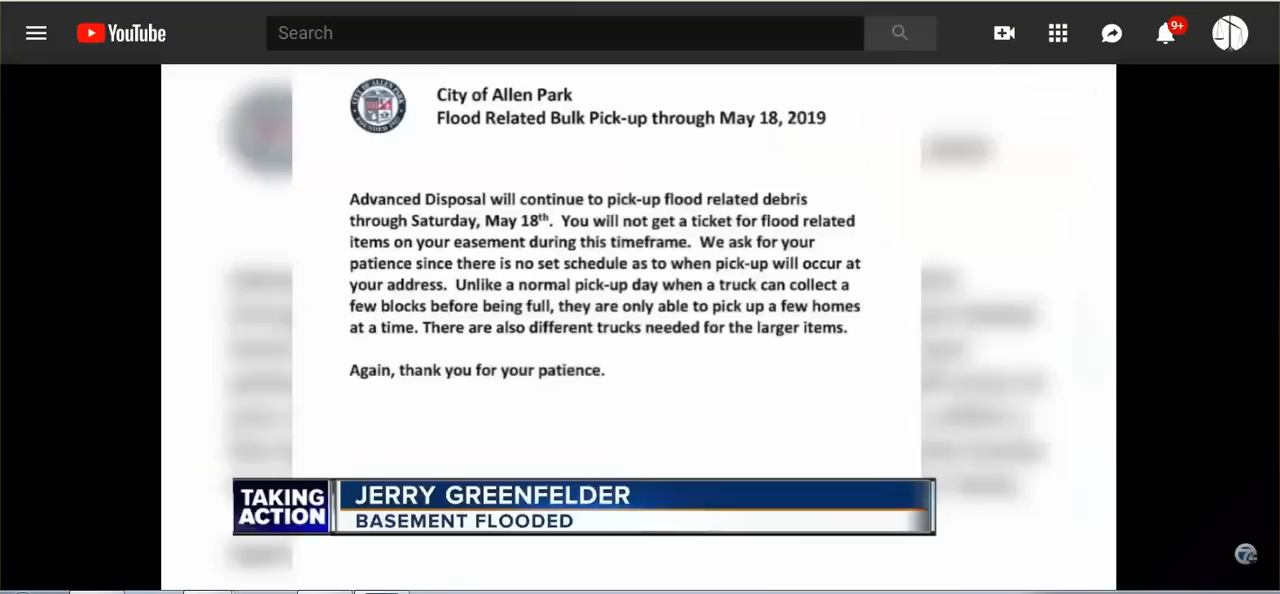 YouTube
Search
9+
City of Allen Park
Flood Related Bulk Pick-up through May 18, 2019
Advanced Disposal will continue to pick-up flood related debris
through Saturday, May 18th. You will not get a ticket for flood related
items on your easement during this timeframe. We ask for your
patience since there is no set schedule as to when pick-up will occur at
your address. Unlike a normal pick-up day when a truck can collect a
few blocks before being full, they are only able to pick up a few homes
at a time. There are also different trucks needed for the larger items.
Again, thank you for your patience.
TAKING
ACTION
JERRY GREENFELDER
BASEMENT FLOODED
7